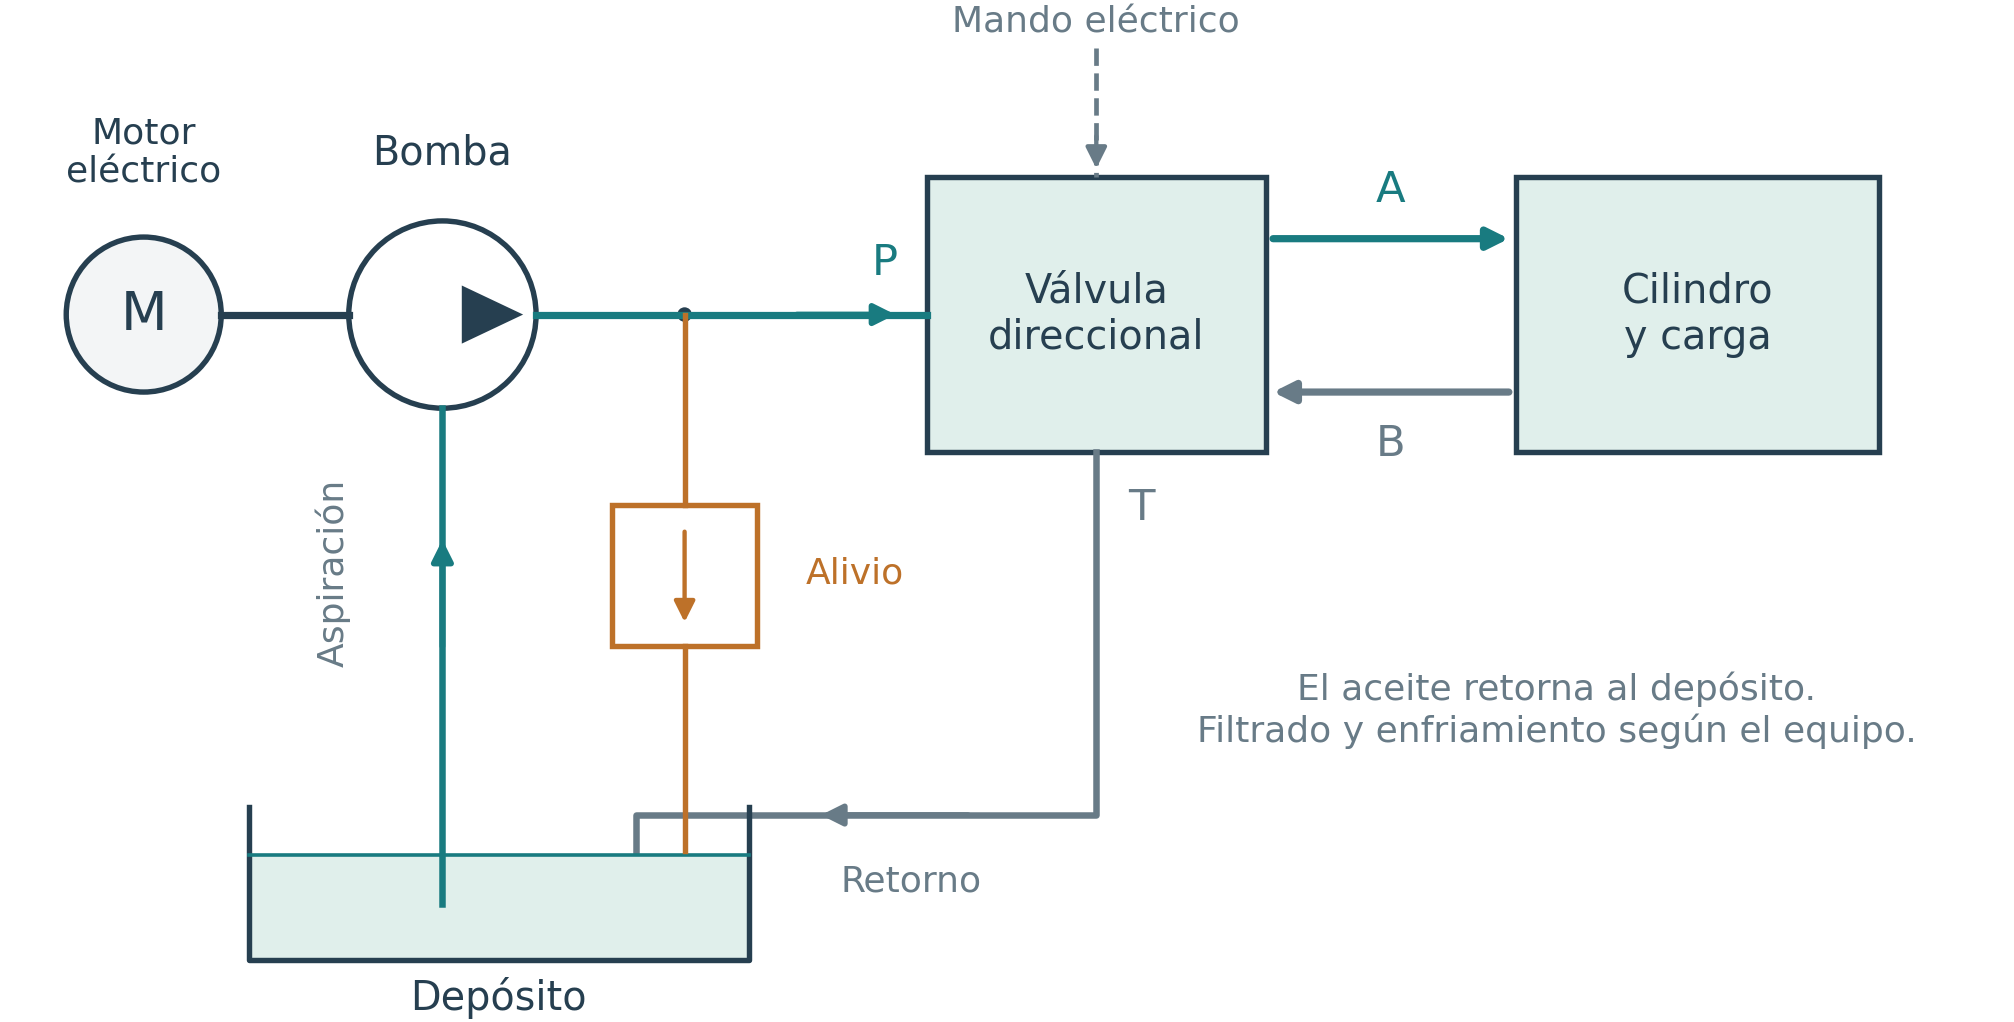 Mando eléctrico
Motor
eléctrico
Bomba
M
P
Válvula
direccional
A
B
Cilindro
y carga
T
Aspiración
Alivio
El aceite retorna al depósito.
Filtrado y enfriamiento según el equipo.
Retorno
Depósito